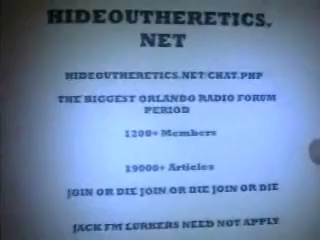 HIDEOUTHERETICS.
NET
HIDEOUTHERETICS.NET/CHAT.PHP
THE BIGGEST ORLANDO RADIO FORUM
PERIOD
1200+ Members
19000+ Articles
JOIN OR DIE JOIN OR DIE JOIN OR DIE
JACK FM LURKERS NEED NOT APPLY